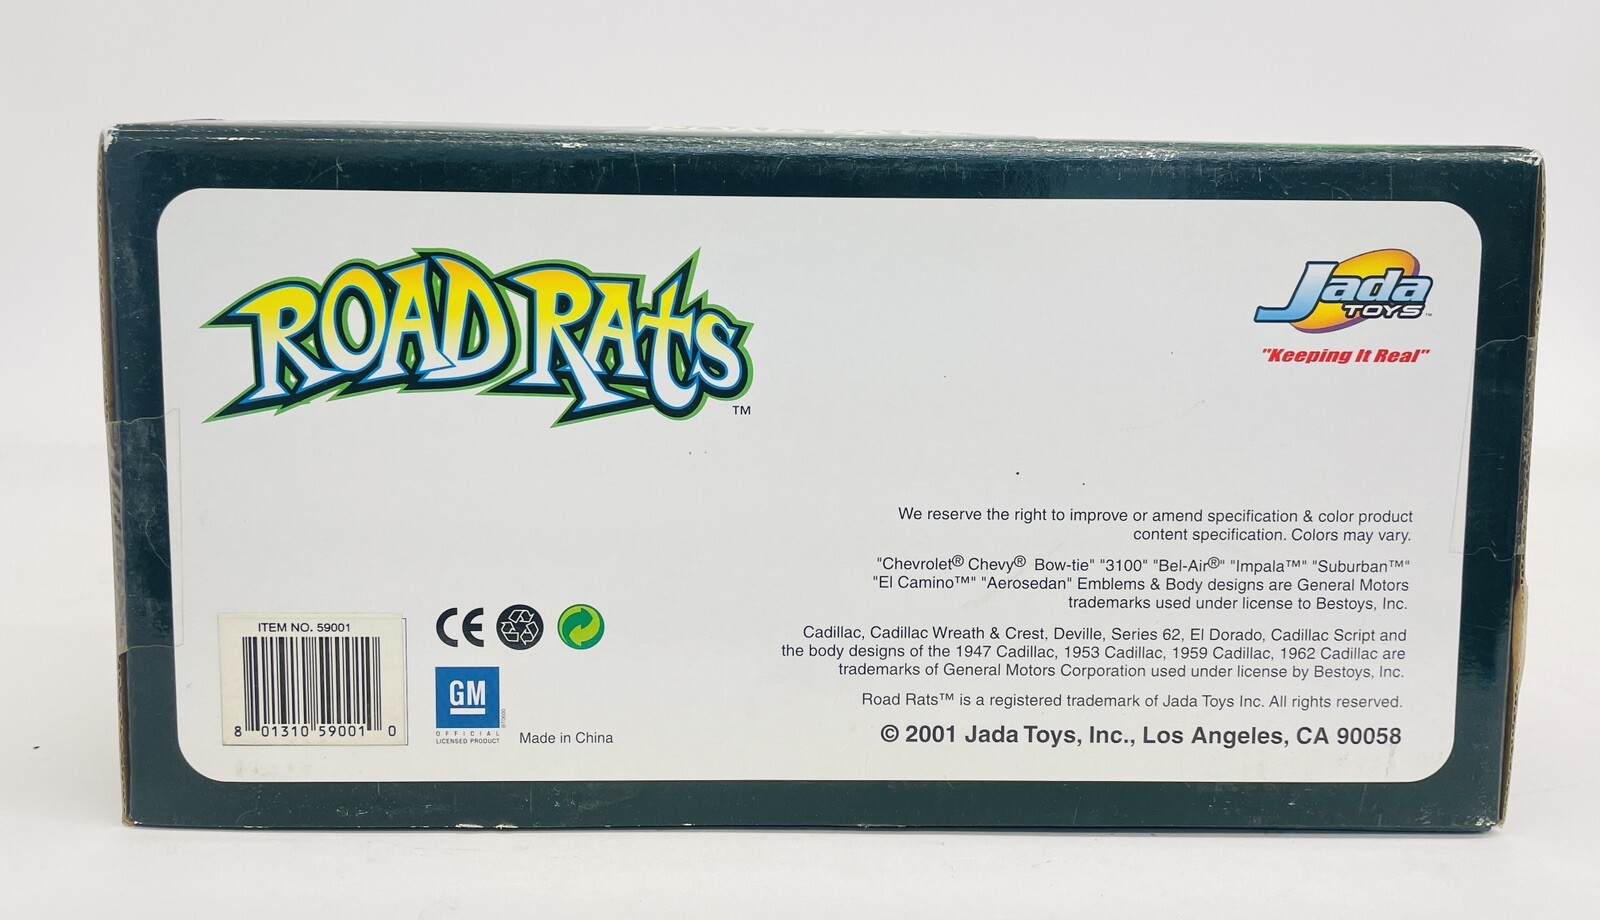 ROAD RATS
TM
Jada
TOYS™
"Keeping It Real"
We reserve the right to improve or amend specification & color product
content specification. Colors may vary.
"Chevrolet® Chevy® Bow-tie" "3100" "Bel-Air®" "Impala™" "Suburban™"
"El Camino™" "Aerosedan" Emblems & Body designs are General Motors
trademarks used under license to Bestoys, Inc.
Cadillac, Cadillac Wreath & Crest, Deville, Series 62, El Dorado, Cadillac Script and
the body designs of the 1947 Cadillac, 1953 Cadillac, 1959 Cadillac, 1962 Cadillac are
trademarks of General Motors Corporation used under license by Bestoys, Inc.
Road Rats™ is a registered trademark of Jada Toys Inc. All rights reserved.
© 2001 Jada Toys, Inc., Los Angeles, CA 90058
ITEM NO. 59001
8 01310 59001 0
CE
GM
OFFICIAL
LICENSED PRODUCT
Made in China